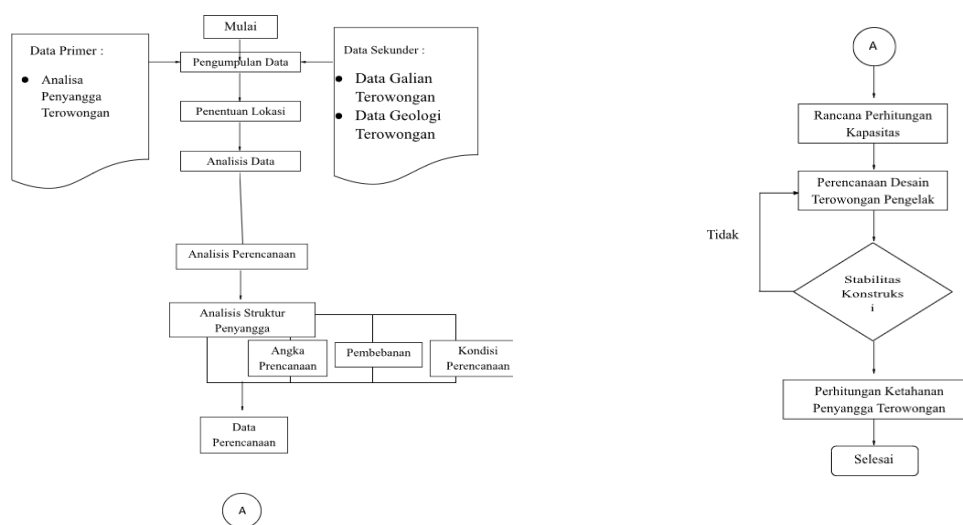 Mulai
Data Primer :
● Analisa
Penyangga
Terowongan
Pengumpulan Data
Data Sekunder :
● Data Galian
Terowongan
● Data Geologi
Terowongan
Penentuan Lokasi
Analisis Data
Analisis Perencanaan
Analisis Struktur
Penyangga
Angka
Prencanaan
Pembebanan
Kondisi
Perencanaan
Data
Perencanaan
A
A
Rancana Perhitungan
Kapasitas
Perencanaan Desain
Terowongan Pengelak
Tidak
Stabilitas
Konstruks
i
Perhitungan Ketahanan
Penyangga Terowongan
Selesai